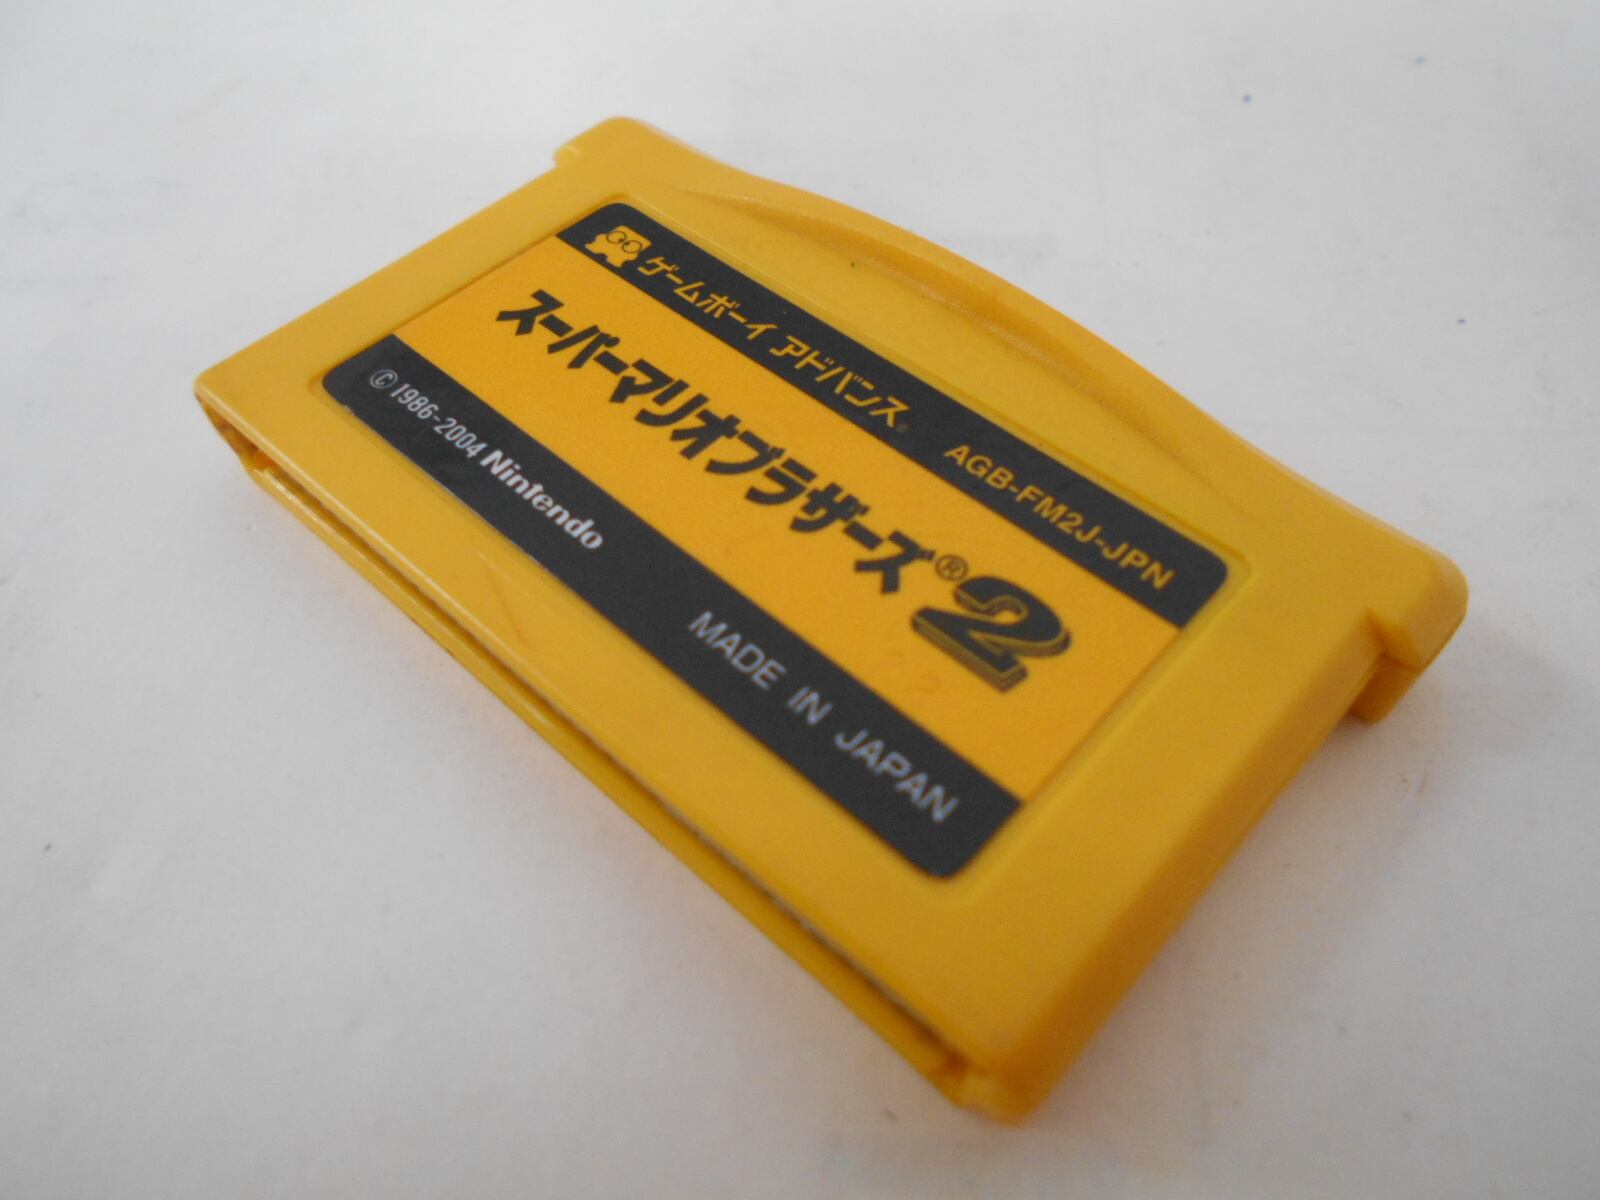 ゲームボーイ アドバンス AGB-FM2J-JPN
スーパーマリオブラザーズ®2
© 1986-2004 Nintendo MADE IN JAPAN